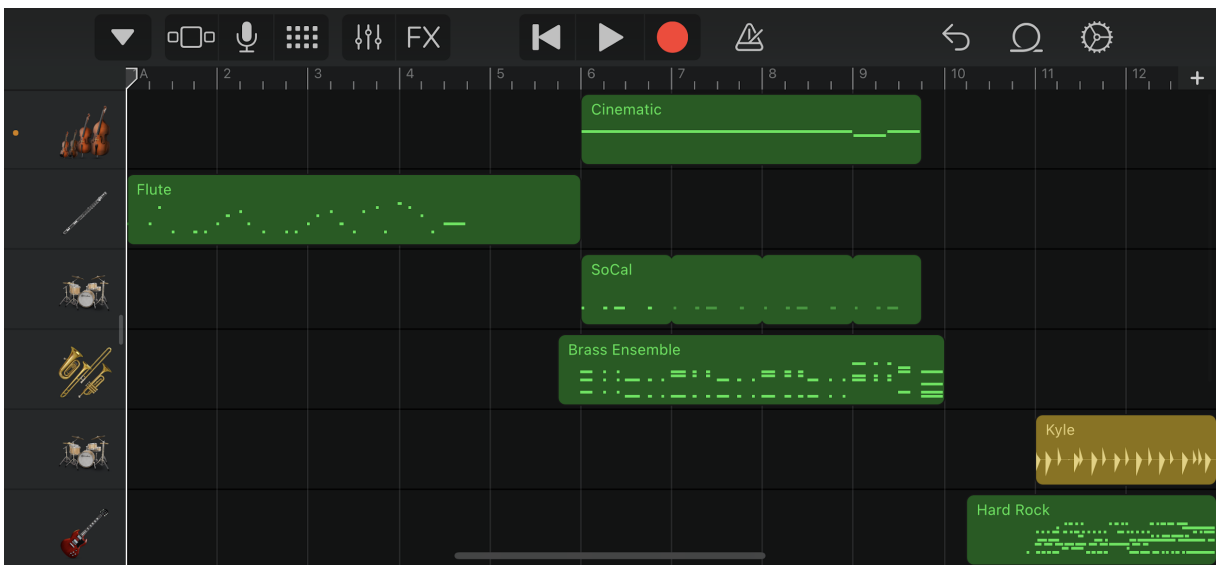 FX
A 2 3 4 5 6 7 8 9 10 11 12 +
Cinematic
Flute
SoCal
Brass Ensemble
Kyle
Hard Rock